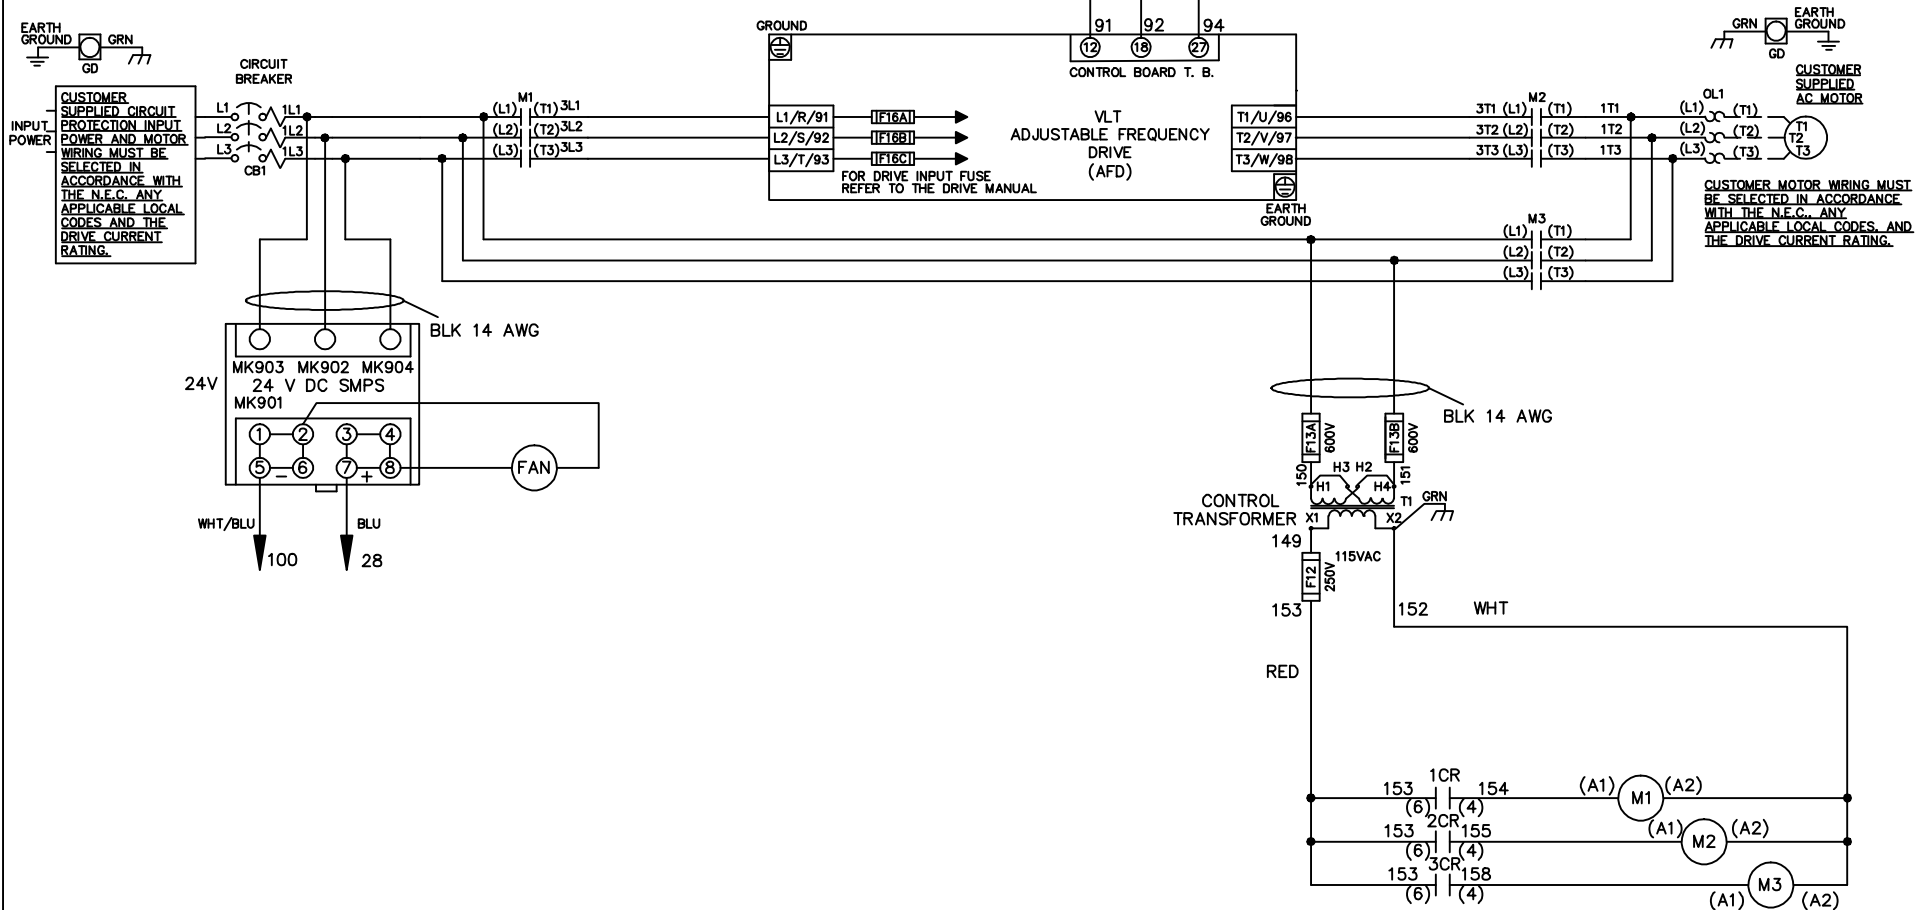 EARTH
GROUND
GRN
GD
CIRCUIT
BREAKER
INPUT
POWER
CUSTOMER
SUPPLIED CIRCUIT
PROTECTION INPUT
POWER AND MOTOR
WIRING MUST BE
SELECTED IN
ACCORDANCE WITH
THE N.E.C. ANY
APPLICABLE LOCAL
CODES AND THE
DRIVE CURRENT
RATING.
L1
L2
L3
1L1
1L2
1L3
CB1
M1
(L1) (T1) 3L1
(L2) (T2) 3L2
(L3) (T3) 3L3
GROUND
91 92 94
12 18 27
CONTROL BOARD T. B.
L1/R/91
L2/S/92
L3/T/93
F16A
F16B
F16C
FOR DRIVE INPUT FUSE
REFER TO THE DRIVE MANUAL
VLT
ADJUSTABLE FREQUENCY
DRIVE
(AFD)
T1/U/96
T2/V/97
T3/W/98
EARTH
GROUND
M2
3T1 (L1) (T1) 1T1
3T2 (L2) (T2) 1T2
3T3 (L3) (T3) 1T3
M3
(L1) (T1)
(L2) (T2)
(L3) (T3)
GRN
EARTH
GROUND
GD
CUSTOMER
SUPPLIED
AC MOTOR
OL1
(L1) (T1)
(L2) (T2)
(L3) (T3)
T1
T2
T3
CUSTOMER MOTOR WIRING MUST
BE SELECTED IN ACCORDANCE
WITH THE N.E.C., ANY
APPLICABLE LOCAL CODES, AND
THE DRIVE CURRENT RATING.
BLK 14 AWG
MK903 MK902 MK904
24V
24 V DC SMPS
MK901
1 2 3 4
5 - 6 7 + 8
FAN
WHT/BLU
BLU
100
28
BLK 14 AWG
F13A
600V
F13B
600V
150
151
H3 H2
H1
H4
T1
GRN
CONTROL
TRANSFORMER
X1
X2
149
115VAC
F12
250V
153
152
WHT
RED
1CR
153 154
(6) (4)
(A1) M1 (A2)
2CR
153 155
(6) (4)
(A1) M2 (A2)
3CR
153 158
(6) (4)
(A1) M3 (A2)